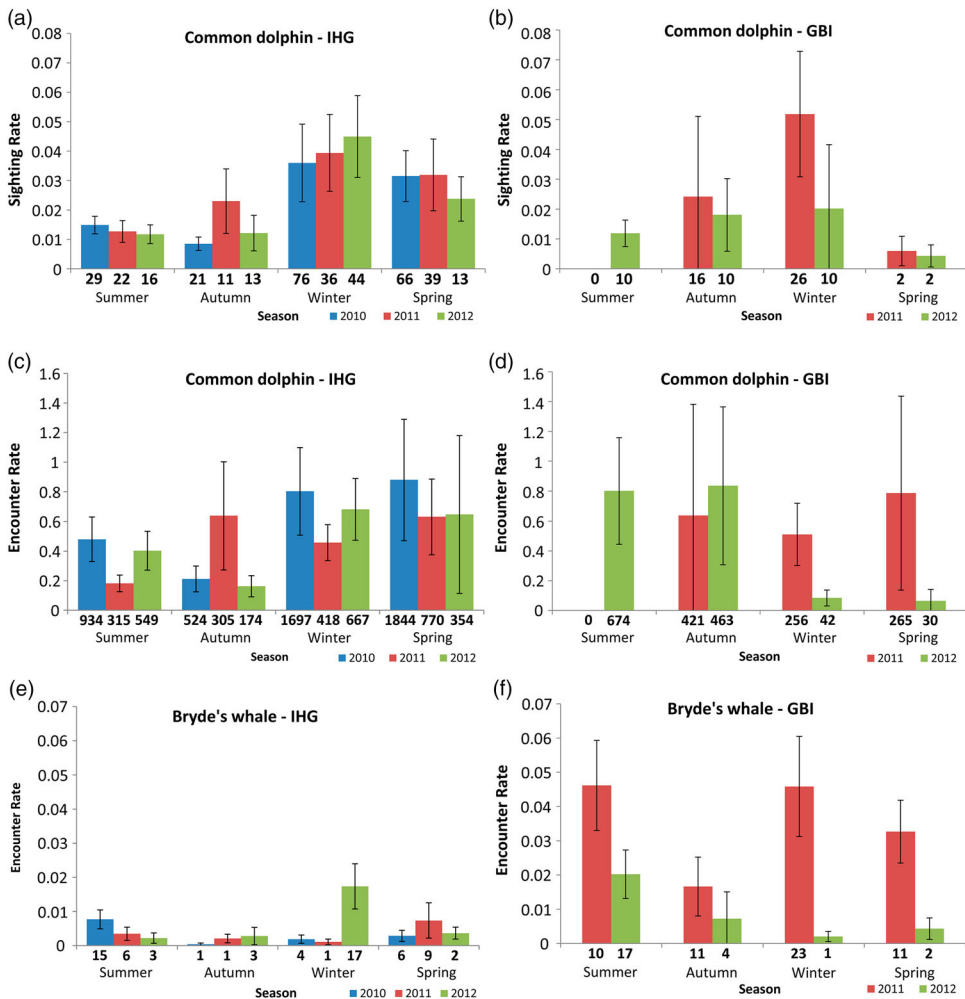 (a)
Common dolphin - IHG
Sighting Rate
0.08
0.07
0.06
0.05
0.04
0.03
0.02
0.01
0
29 22 16 21 11 13 76 36 44 66 39 13
Summer Autumn Winter Spring
Season
2010 2011 2012
(b)
Common dolphin - GBI
Sighting Rate
0.08
0.07
0.06
0.05
0.04
0.03
0.02
0.01
0
0 10 16 10 26 10 2 2
Summer Autumn Winter Spring
Season
2011 2012
(c)
Common dolphin - IHG
Encounter Rate
1.6
1.4
1.2
1
0.8
0.6
0.4
0.2
0
934 315 549 524 305 174 1697 418 667 1844 770 354
Summer Autumn Winter Spring
Season
2010 2011 2012
(d)
Common dolphin - GBI
Encounter Rate
1.6
1.4
1.2
1
0.8
0.6
0.4
0.2
0
0 674 421 463 256 42 265 30
Summer Autumn Winter Spring
Season
2011 2012
(e)
Bryde's whale - IHG
Encounter Rate
0.07
0.06
0.05
0.04
0.03
0.02
0.01
0
15 6 3 1 1 3 4 1 17 6 9 2
Summer Autumn Winter Spring
Season
2010 2011 2012
(f)
Bryde's whale - GBI
Encounter Rate
0.07
0.06
0.05
0.04
0.03
0.02
0.01
0
10 17 11 4 23 1 11 2
Summer Autumn Winter Spring
Season
2011 2012